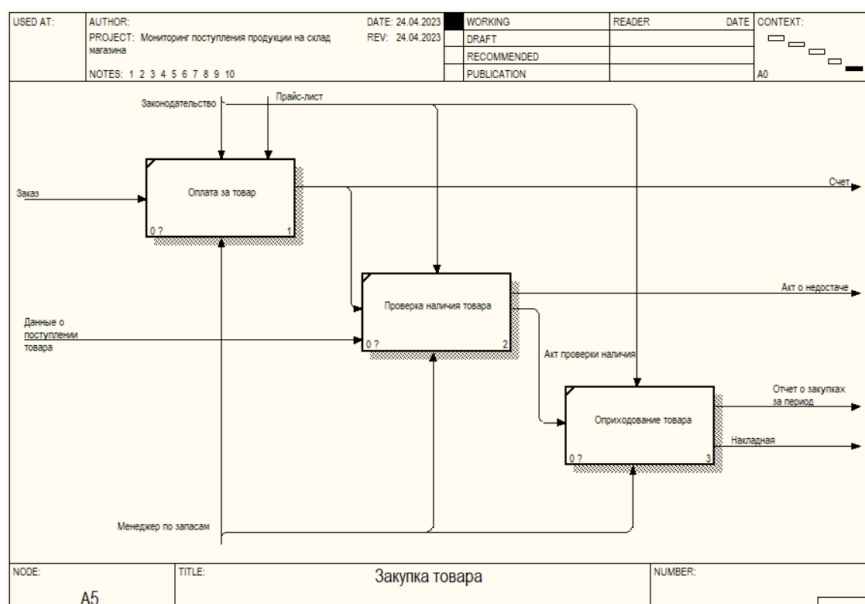 USED AT:
AUTHOR:
DATE: 24.04.2023
WORKING
READER
DATE
CONTEXT:
PROJECT: Мониторинг поступления продукции на склад
магазина
REV: 24.04.2023
DRAFT
RECOMMENDED
NOTES: 1 2 3 4 5 6 7 8 9 10
PUBLICATION
A0
Законодательство
Прайс-лист
Заказ
Оплата за товар
0 ?
1
Счет
Данные о
поступлении
товара
Проверка наличия товара
0 ?
2
Акт о недостаче
Акт проверки наличия
Оприходование товара
0 ?
3
Отчет о закупках
за период
Накладная
Менеджер по запасам
NODE:
A5
TITLE:
Закупка товара
NUMBER: